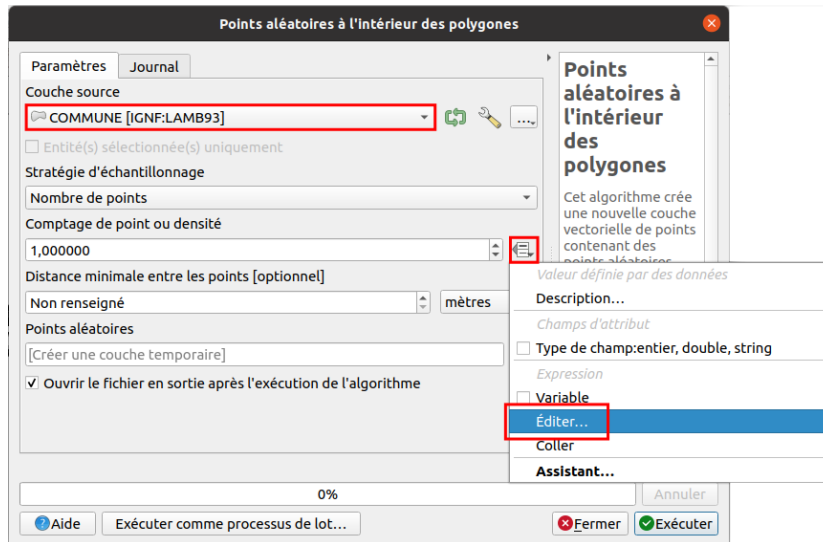 Points aléatoires à l'intérieur des polygones
Paramètres
Journal
Couche source
COMMUNE [IGNF:LAMB93]
...
Entité(s) sélectionnée(s) uniquement
Stratégie d'échantillonnage
Nombre de points
Comptage de point ou densité
1,000000
Distance minimale entre les points [optionnel]
Non renseigné
mètres
Points aléatoires
[Créer une couche temporaire]
Ouvrir le fichier en sortie après l'exécution de l'algorithme
Points
aléatoires à
l'intérieur
des
polygones
Cet algorithme crée
une nouvelle couche
vectorielle de points
contenant des
points aléatoires
Valeur définie par des données
Description...
Champs d'attribut
Type de champ:entier, double, string
Expression
Variable
Éditer...
Coller
Assistant...
0%
Annuler
Aide
Exécuter comme processus de lot...
Fermer
Exécuter